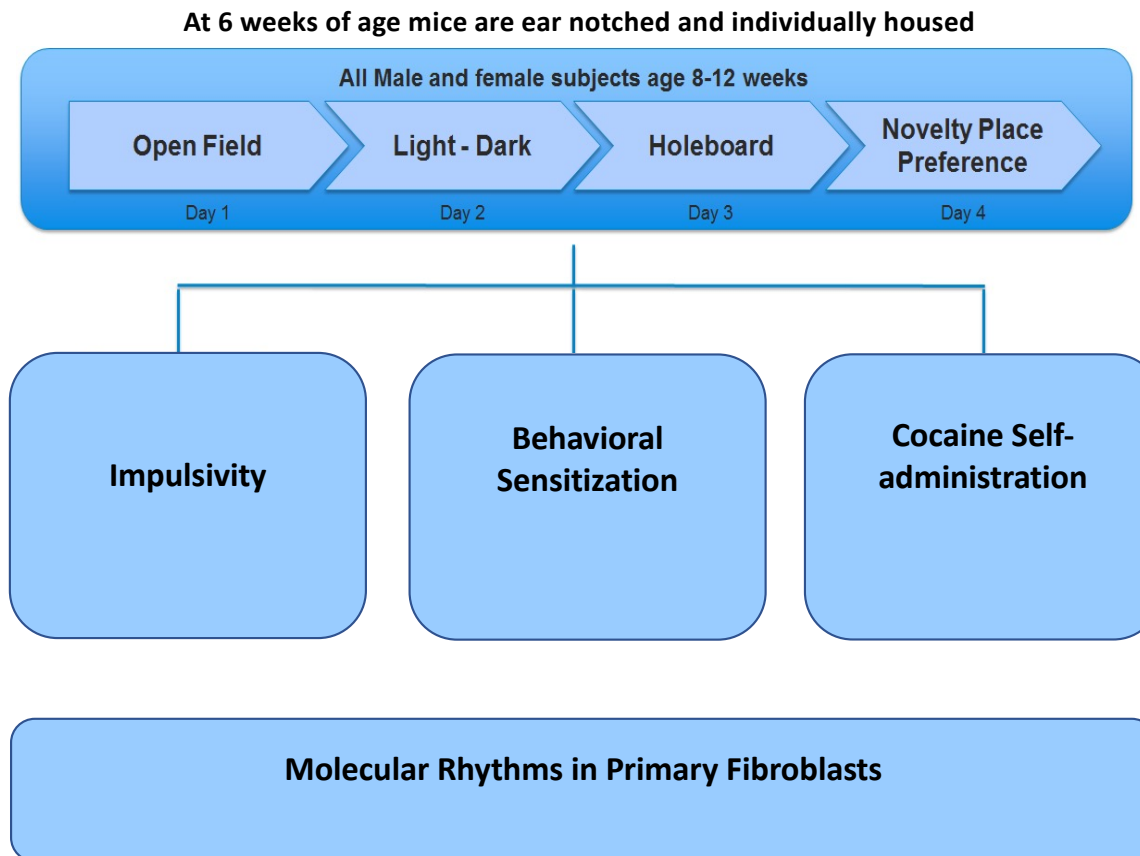 At 6 weeks of age mice are ear notched and individually housed
All Male and female subjects age 8-12 weeks
Open Field
Light - Dark
Holeboard
Novelty Place
Preference
Day 1
Day 2
Day 3
Day 4
Impulsivity
Behavioral
Sensitization
Cocaine Self-
administration
Molecular Rhythms in Primary Fibroblasts